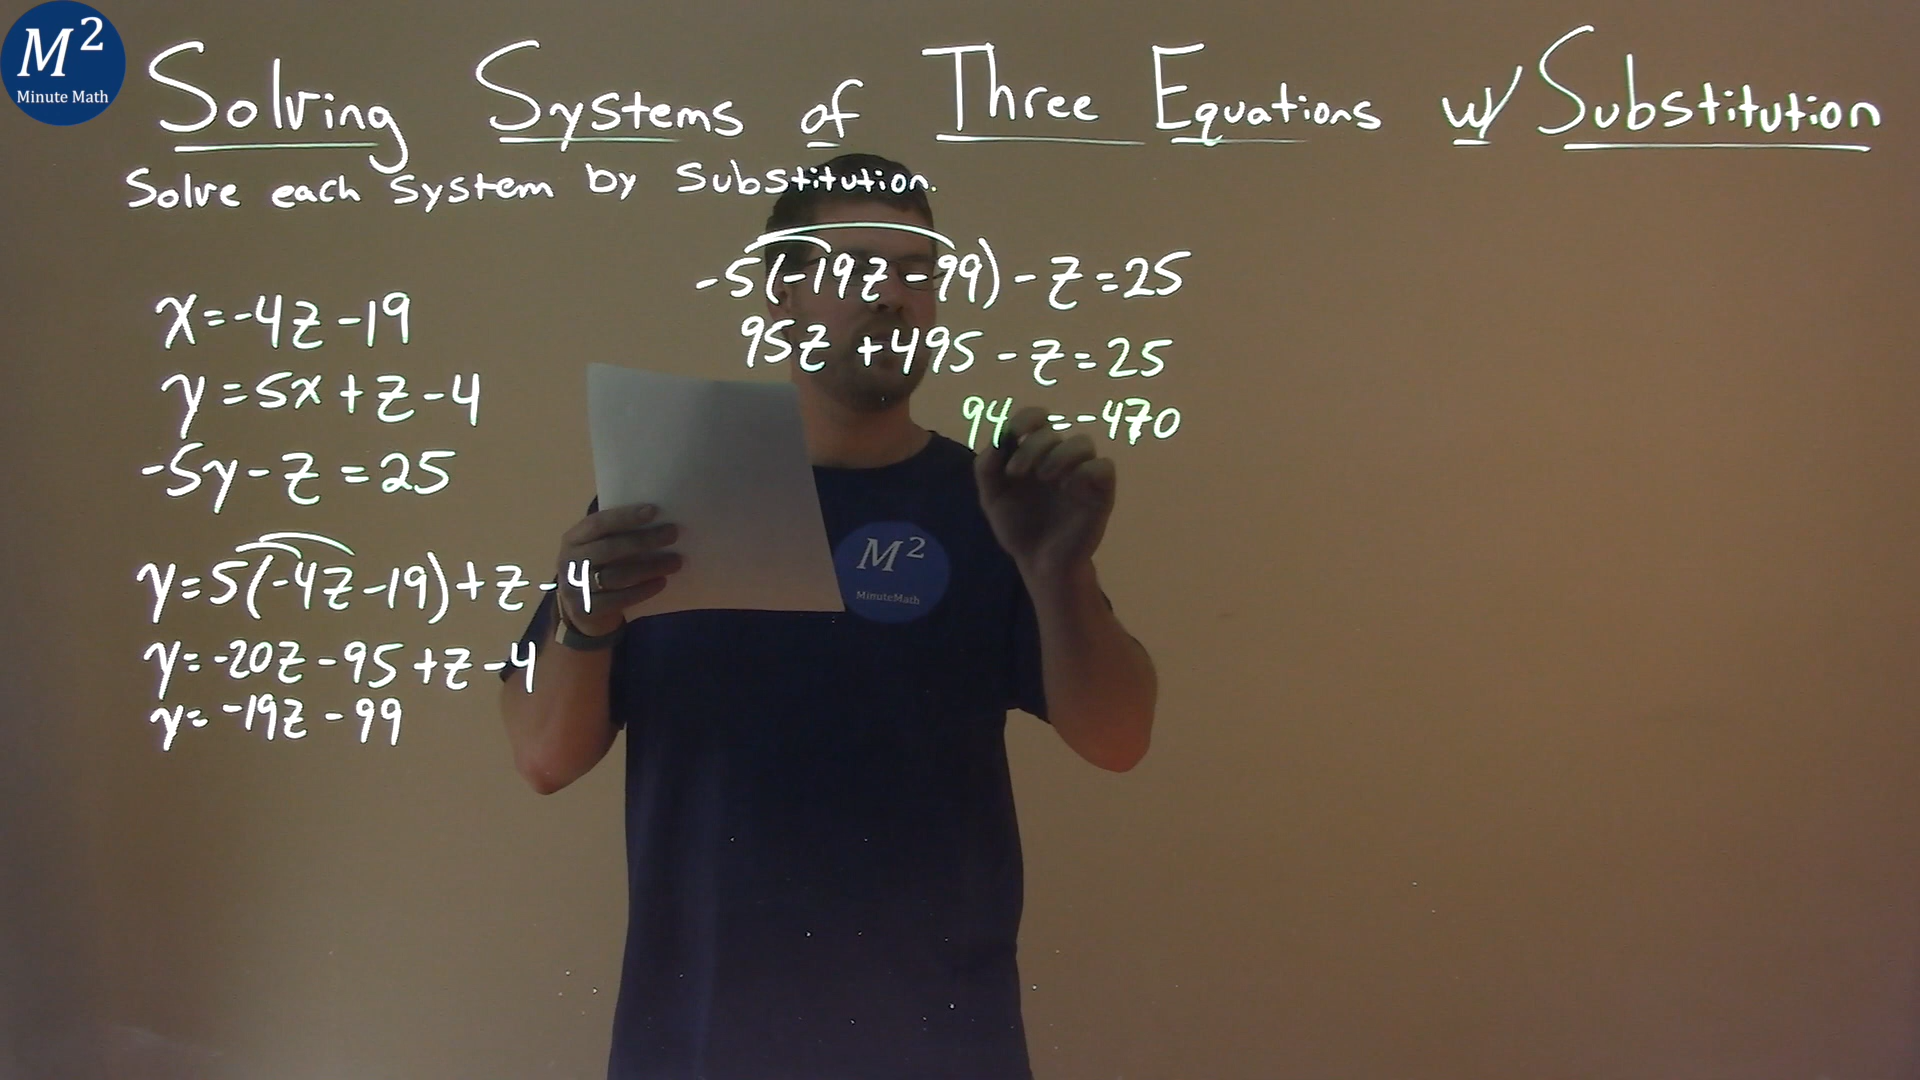 M²
Minute Math
Solving Systems of Three Equations w/ Substitution
Solve each system by substitution.
x=-4z-19
y=5x+z-4
-5y-z=25
y=5(-4z-19)+z-4
y=-20z-95+z-4
y=-19z-99
-5(-19z-99)-z=25
95z+495-z=25
94 =-470
M²
MinuteMath